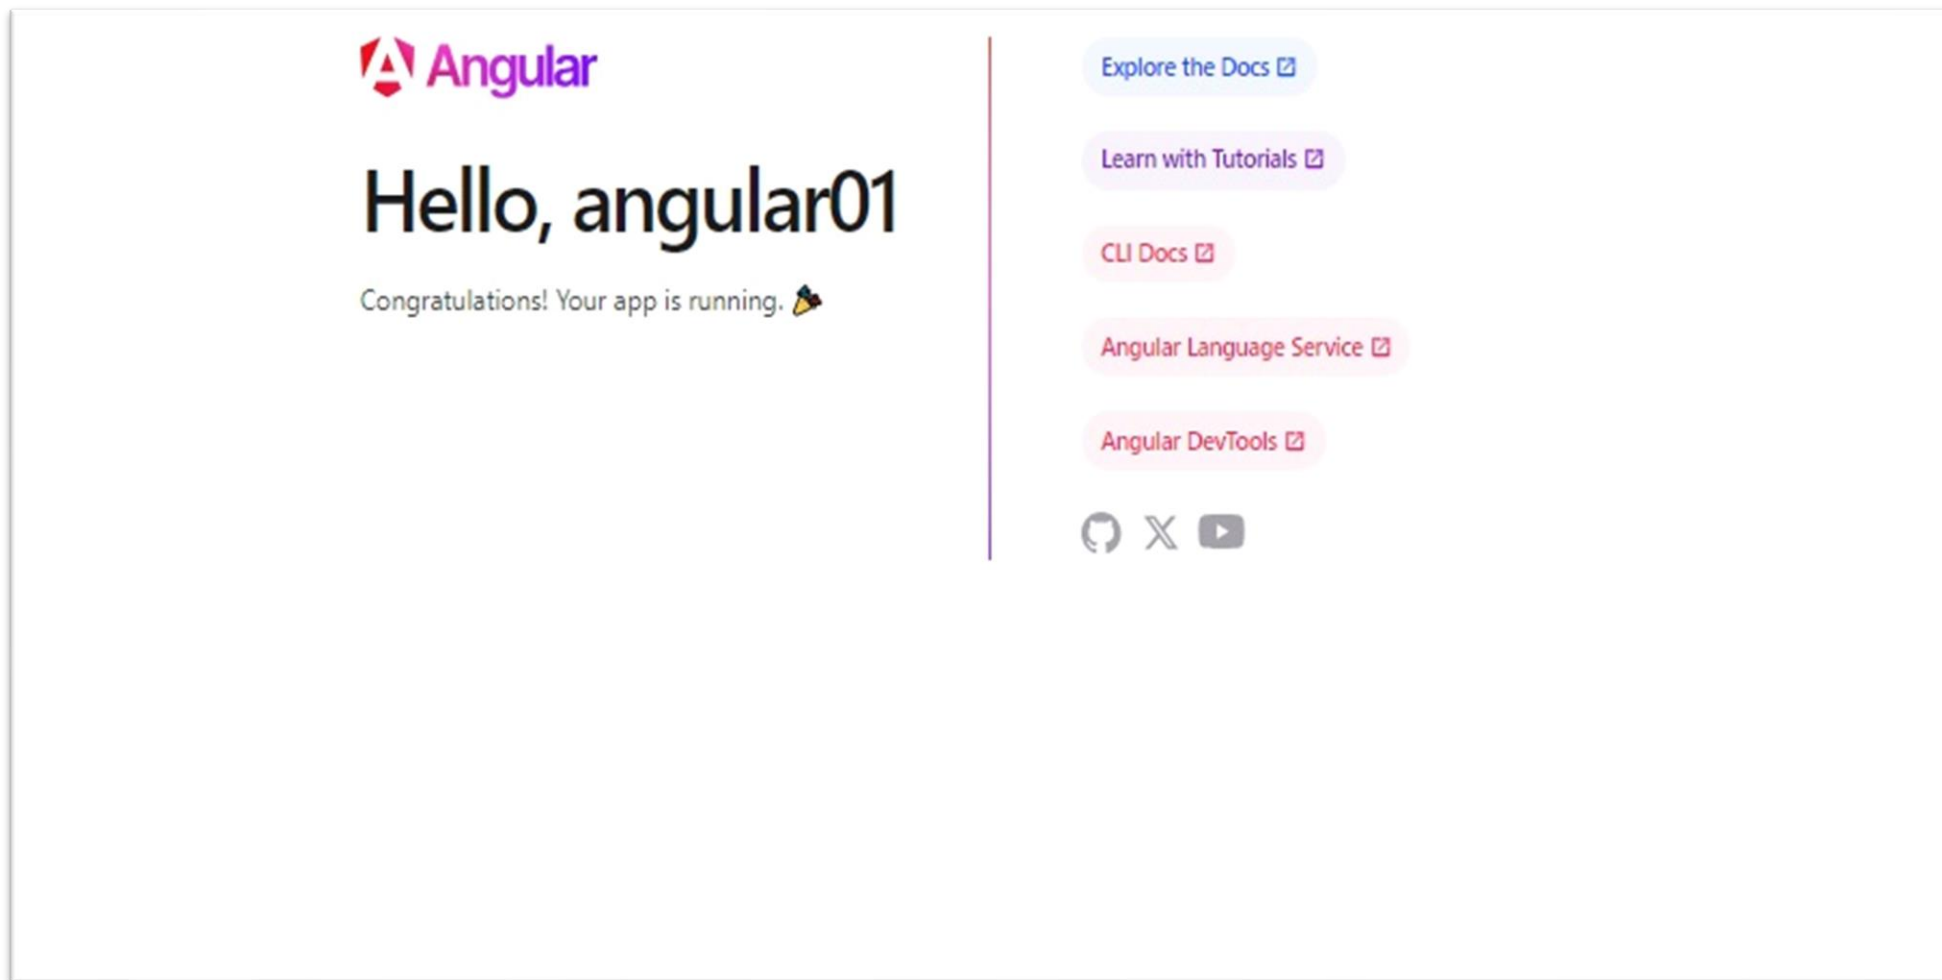 Angular
Hello, angular01
Congratulations! Your app is running. 🎉
Explore the Docs
Learn with Tutorials
CLI Docs
Angular Language Service
Angular DevTools